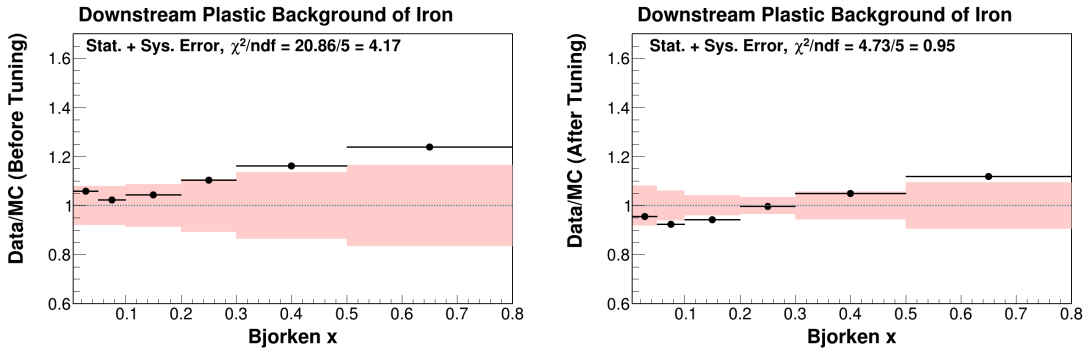 Downstream Plastic Background of Iron
Stat. + Sys. Error, χ²/ndf = 20.86/5 = 4.17
Data/MC (Before Tuning)
1.6
1.4
1.2
1
0.8
0.6
0.1 0.2 0.3 0.4 0.5 0.6 0.7 0.8
Bjorken x
Downstream Plastic Background of Iron
Stat. + Sys. Error, χ²/ndf = 4.73/5 = 0.95
Data/MC (After Tuning)
1.6
1.4
1.2
1
0.8
0.6
0.1 0.2 0.3 0.4 0.5 0.6 0.7 0.8
Bjorken x